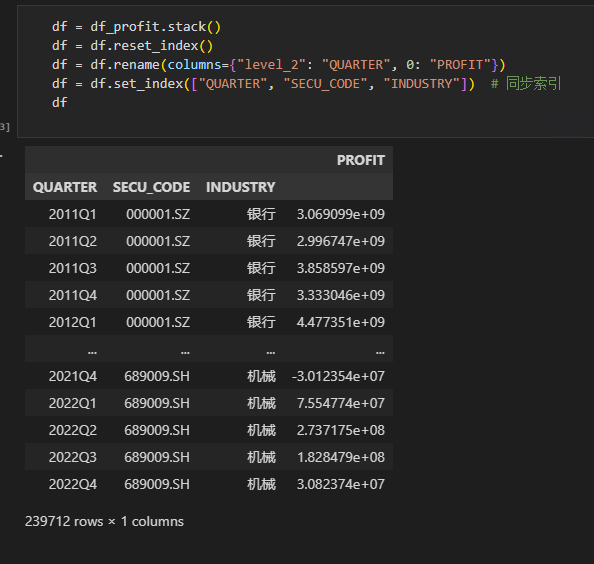 df = df_profit.stack()
df = df.reset_index()
df = df.rename(columns={"level_2": "QUARTER", 0: "PROFIT"})
df = df.set_index(["QUARTER", "SECU_CODE", "INDUSTRY"])  # 同步索引
df
3]
PROFIT
QUARTER SECU_CODE INDUSTRY
2011Q1 000001.SZ 银行 3.069099e+09
2011Q2 000001.SZ 银行 2.996747e+09
2011Q3 000001.SZ 银行 3.858597e+09
2011Q4 000001.SZ 银行 3.333046e+09
2012Q1 000001.SZ 银行 4.477351e+09
... ... ... ...
2021Q4 689009.SH 机械 -3.012354e+07
2022Q1 689009.SH 机械 7.554774e+07
2022Q2 689009.SH 机械 2.737175e+08
2022Q3 689009.SH 机械 1.828479e+08
2022Q4 689009.SH 机械 3.082374e+07
239712 rows × 1 columns